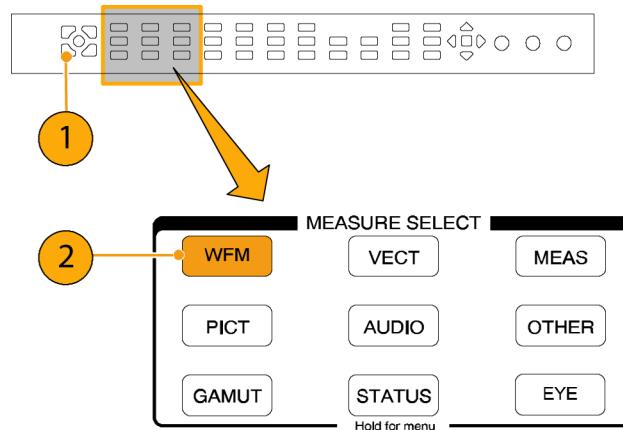 1
MEASURE SELECT
2
WFM VECT MEAS
PICT AUDIO OTHER
GAMUT STATUS EYE
Hold for menu